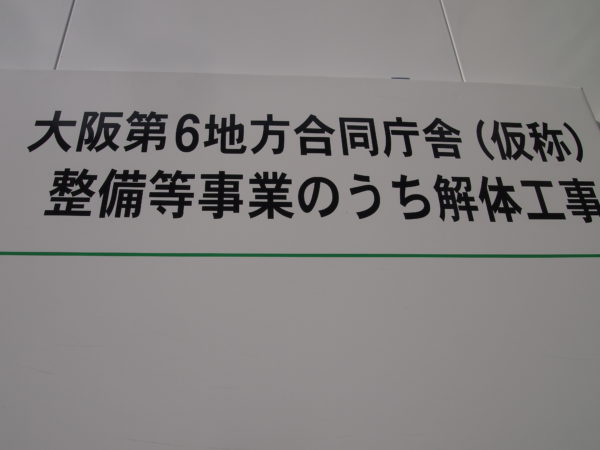 大阪第6地方合同庁舎（仮称）
整備等事業のうち解体工事